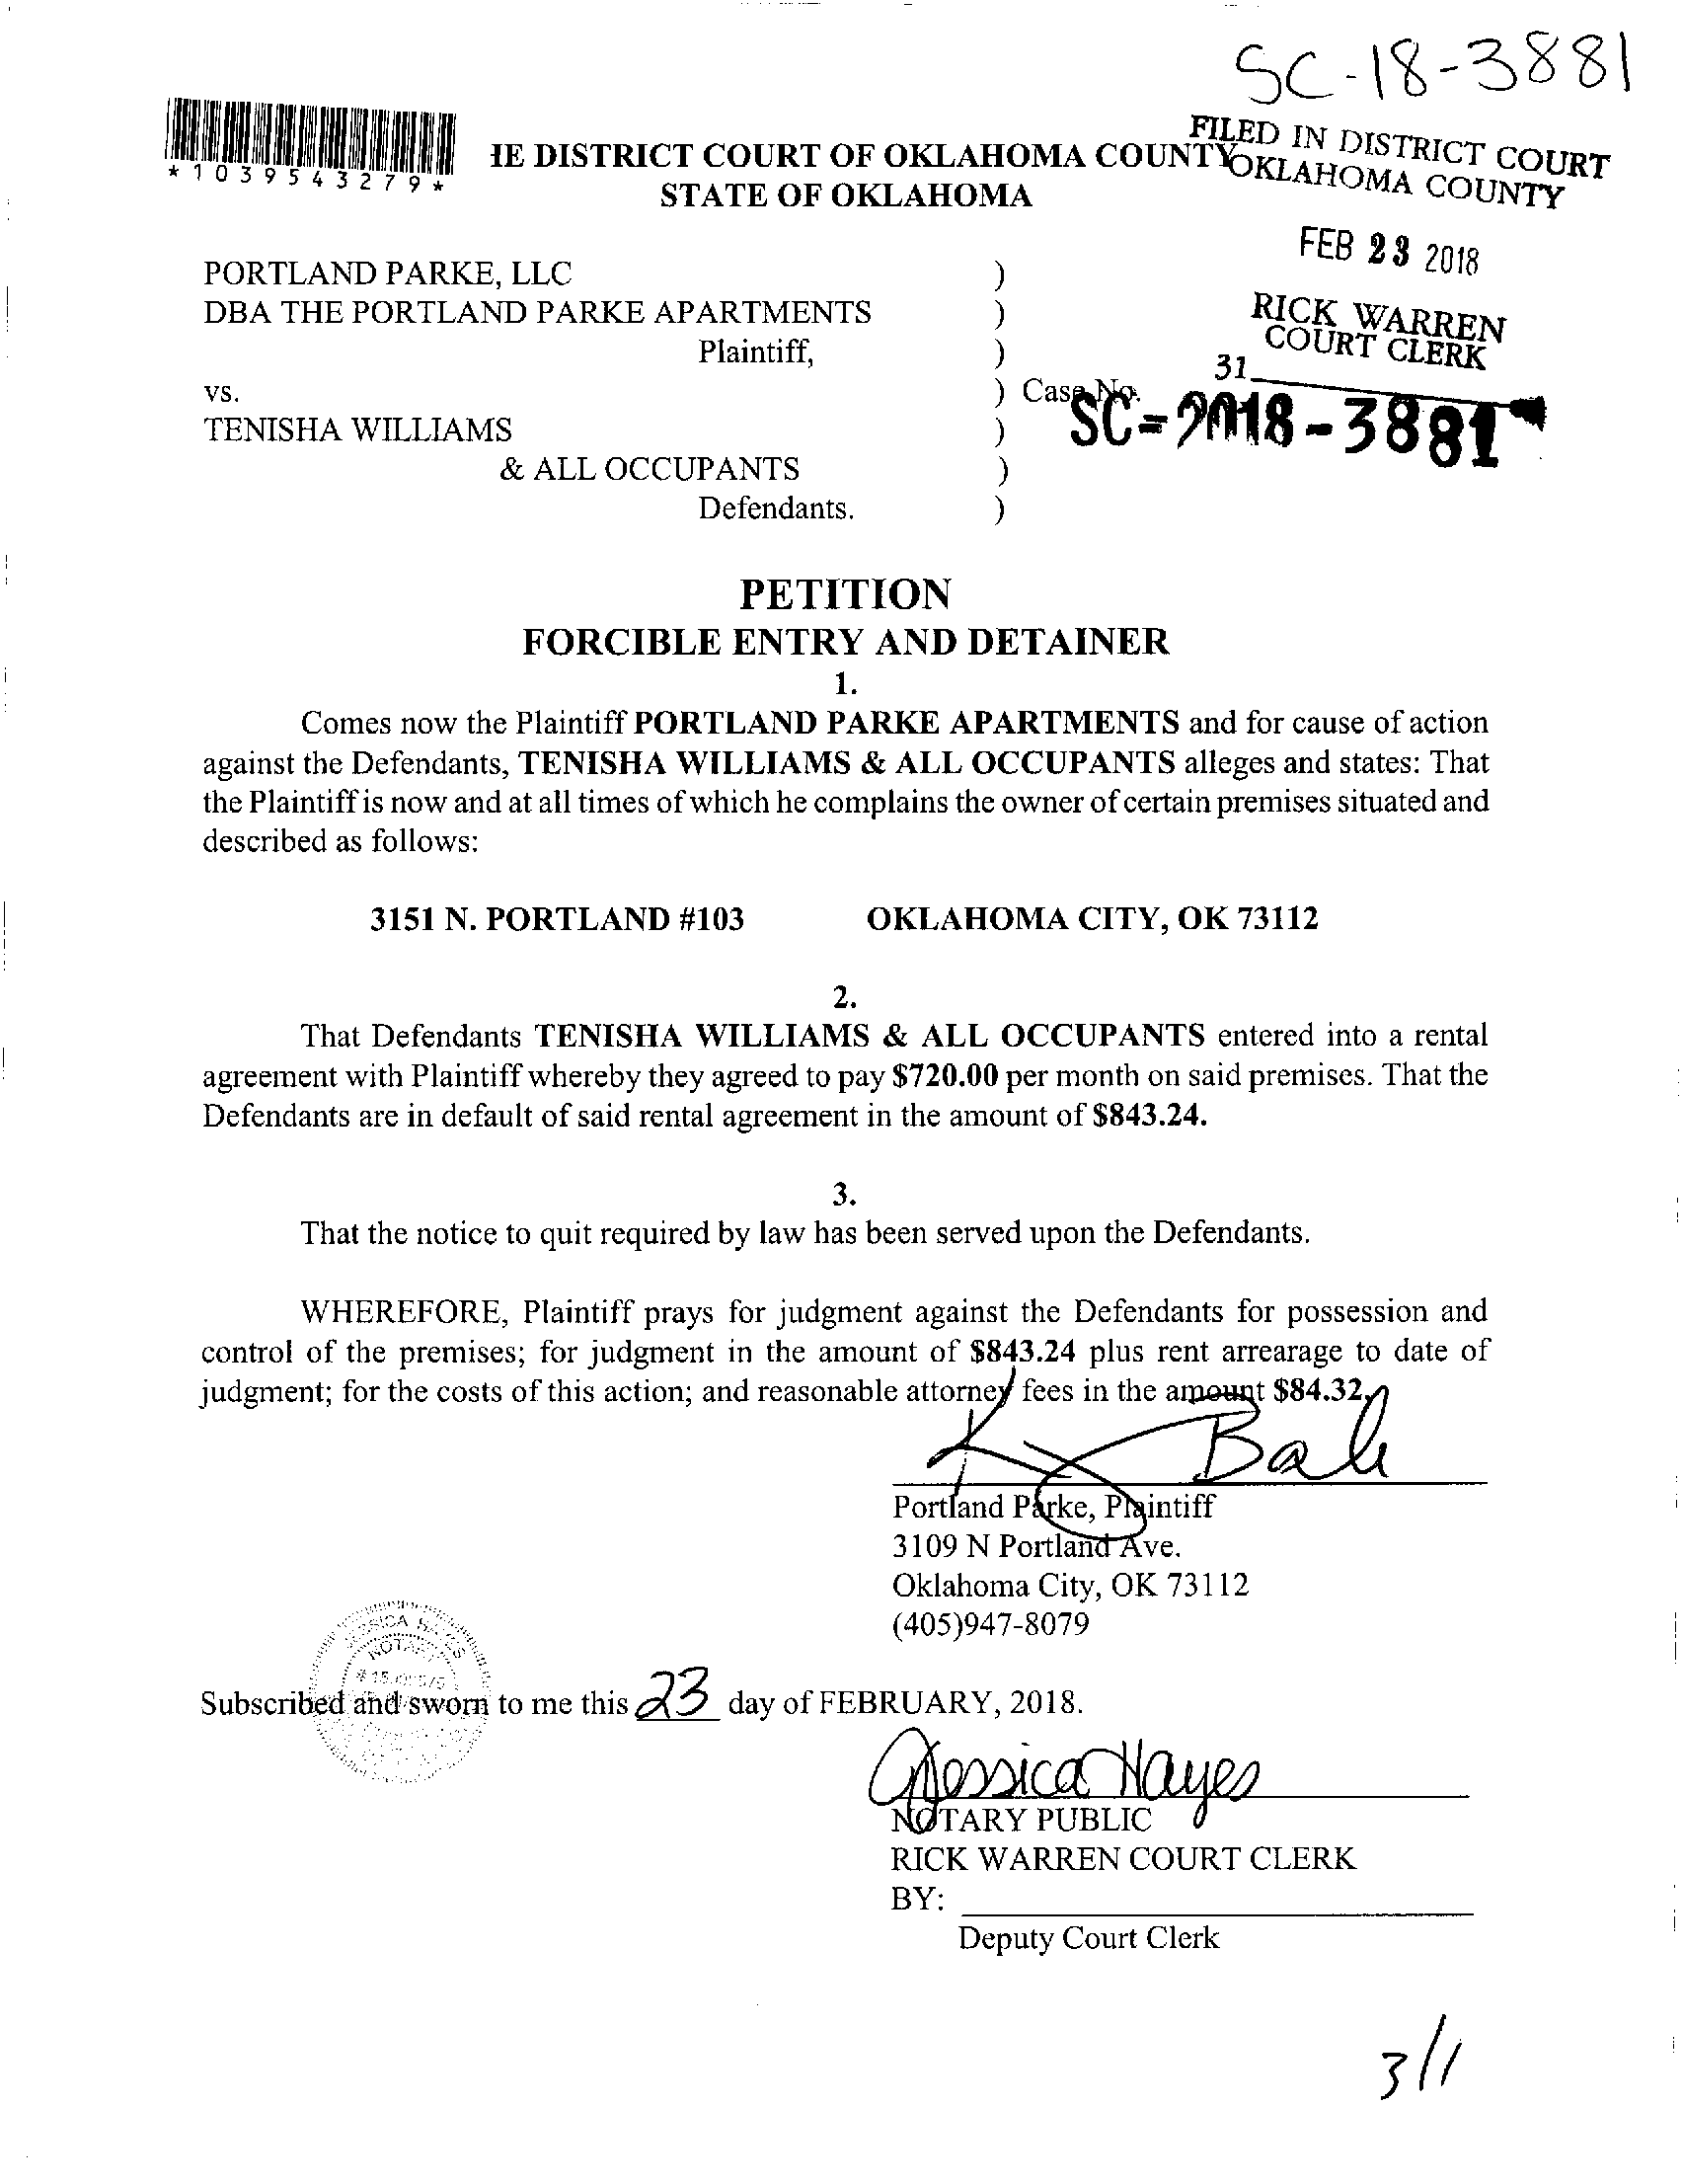 SC-18-3881
*1039543279*
IE DISTRICT COURT OF OKLAHOMA COUNTY
STATE OF OKLAHOMA
FILED IN DISTRICT COURT
OKLAHOMA COUNTY
FEB 23 2018
RICK WARREN
COURT CLERK
31
PORTLAND PARKE, LLC )
DBA THE PORTLAND PARKE APARTMENTS )
Plaintiff, )
vs. ) Case No.
SC-2018-3881
TENISHA WILLIAMS )
& ALL OCCUPANTS )
Defendants. )
PETITION
FORCIBLE ENTRY AND DETAINER
1.
Comes now the Plaintiff PORTLAND PARKE APARTMENTS and for cause of action
against the Defendants, TENISHA WILLIAMS & ALL OCCUPANTS alleges and states: That
the Plaintiff is now and at all times of which he complains the owner of certain premises situated and
described as follows:
3151 N. PORTLAND #103 OKLAHOMA CITY, OK 73112
2.
That Defendants TENISHA WILLIAMS & ALL OCCUPANTS entered into a rental
agreement with Plaintiff whereby they agreed to pay $720.00 per month on said premises. That the
Defendants are in default of said rental agreement in the amount of $843.24.
3.
That the notice to quit required by law has been served upon the Defendants.
WHEREFORE, Plaintiff prays for judgment against the Defendants for possession and
control of the premises; for judgment in the amount of $843.24 plus rent arrearage to date of
judgment; for the costs of this action; and reasonable attorney fees in the amount $84.32.
Portland Parke, Plaintiff
3109 N Portland Ave.
Oklahoma City, OK 73112
(405)947-8079
Subscribed and sworn to me this 23 day of FEBRUARY, 2018.
Jessica Hayes
NOTARY PUBLIC
RICK WARREN COURT CLERK
BY:
Deputy Court Clerk
3/1